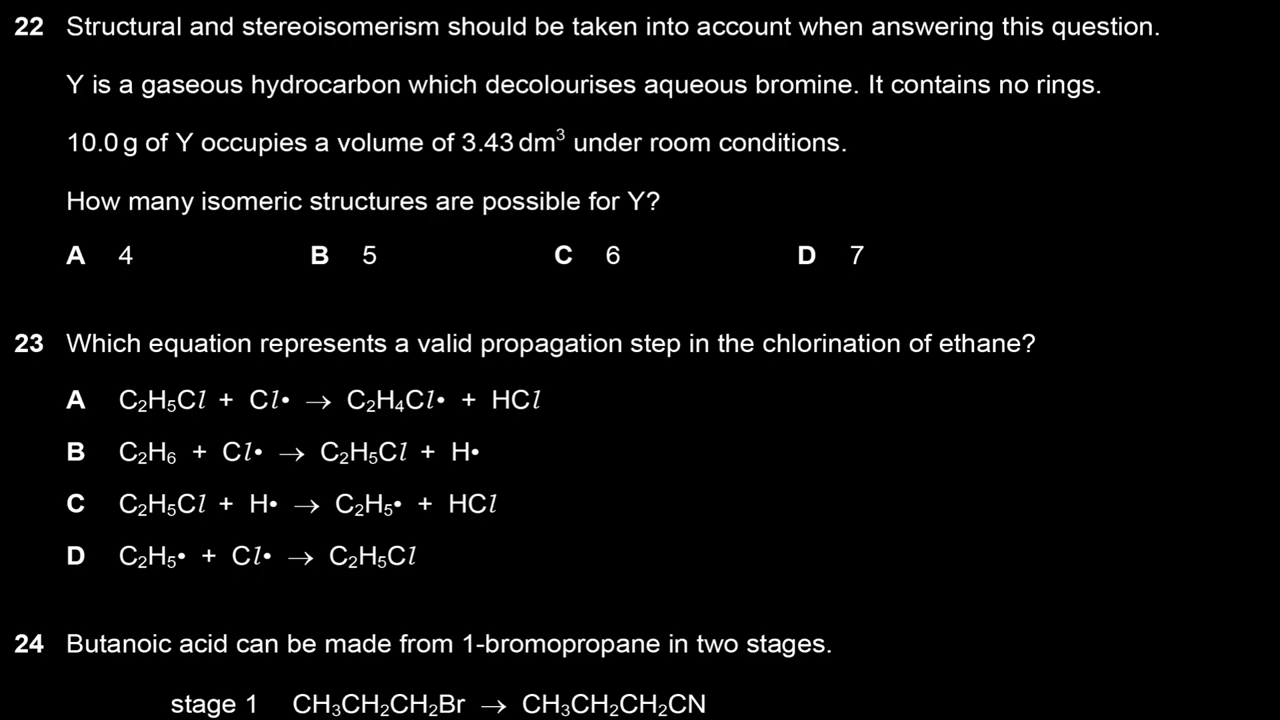 22 Structural and stereoisomerism should be taken into account when answering this question.
Y is a gaseous hydrocarbon which decolourises aqueous bromine. It contains no rings.
10.0 g of Y occupies a volume of 3.43 dm³ under room conditions.
How many isomeric structures are possible for Y?
A 4 B 5 C 6 D 7
23 Which equation represents a valid propagation step in the chlorination of ethane?
A C₂H₅Cl + Cl• → C₂H₄Cl• + HCl
B C₂H₆ + Cl• → C₂H₅Cl + H•
C C₂H₅Cl + H• → C₂H₅• + HCl
D C₂H₅• + Cl• → C₂H₅Cl
24 Butanoic acid can be made from 1-bromopropane in two stages.
stage 1 CH₃CH₂CH₂Br → CH₃CH₂CH₂CN